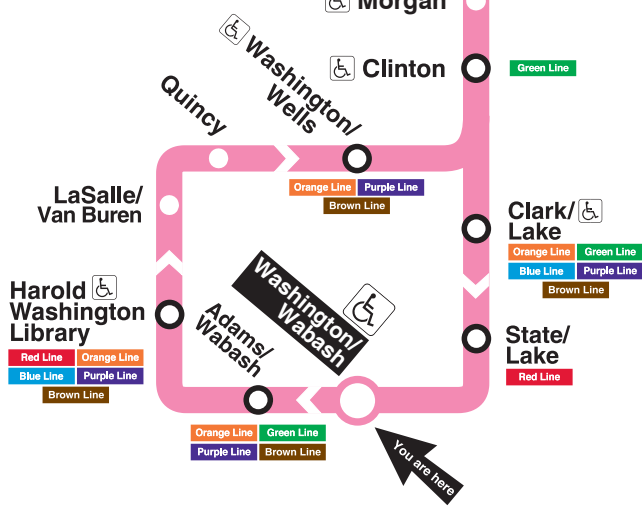 Morgan
Clinton
Green Line
Washington/
Wells
Orange Line Purple Line
Brown Line
Quincy
LaSalle/
Van Buren
Clark/
Lake
Orange Line Green Line
Blue Line Purple Line
Brown Line
Harold
Washington
Library
Red Line Orange Line
Blue Line Purple Line
Brown Line
Washington/
Wabash
Adams/
Wabash
Orange Line Green Line
Purple Line Brown Line
State/
Lake
Red Line
You are here